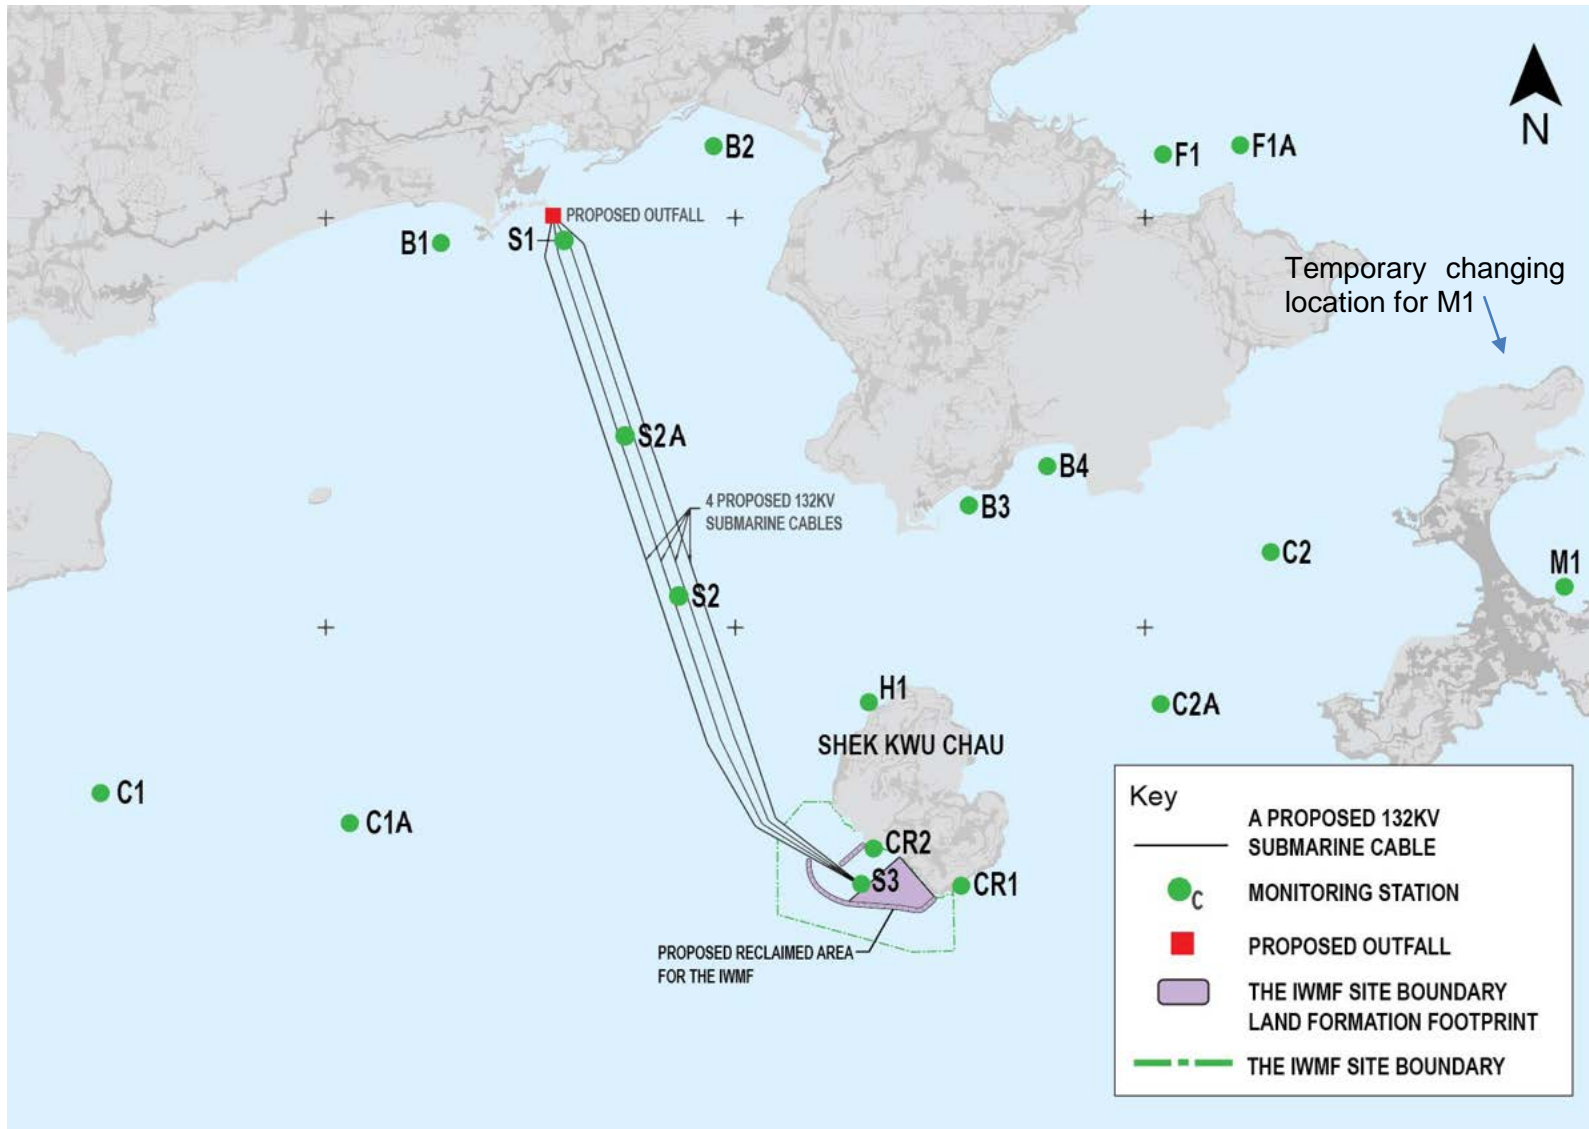 N
B2
F1
F1A
PROPOSED OUTFALL
B1
S1
Temporary changing
location for M1
S2A
B4
B3
4 PROPOSED 132KV
SUBMARINE CABLES
C2
M1
S2
H1
C2A
SHEK KWU CHAU
C1
C1A
CR2
S3
CR1
PROPOSED RECLAIMED AREA
FOR THE IWMF
Key
A PROPOSED 132KV
SUBMARINE CABLE
C
MONITORING STATION
PROPOSED OUTFALL
THE IWMF SITE BOUNDARY
LAND FORMATION FOOTPRINT
THE IWMF SITE BOUNDARY